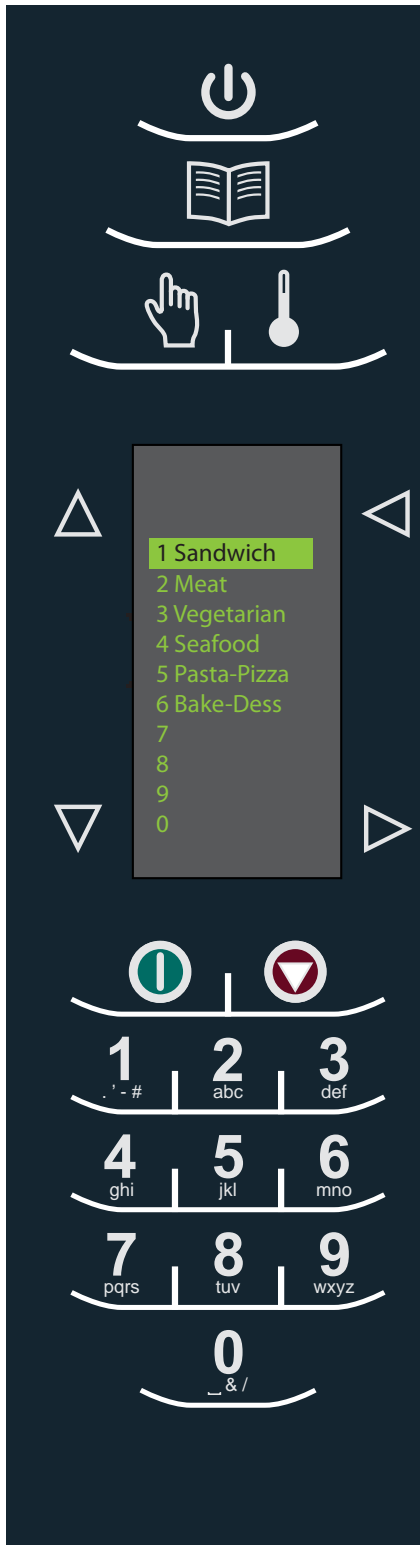 1 Sandwich
2 Meat
3 Vegetarian
4 Seafood
5 Pasta-Pizza
6 Bake-Dess
7
8
9
0
1 2 3
. ' - # abc def
4 5 6
ghi jkl mno
7 8 9
pqrs tuv wxyz
0
⎵ & /